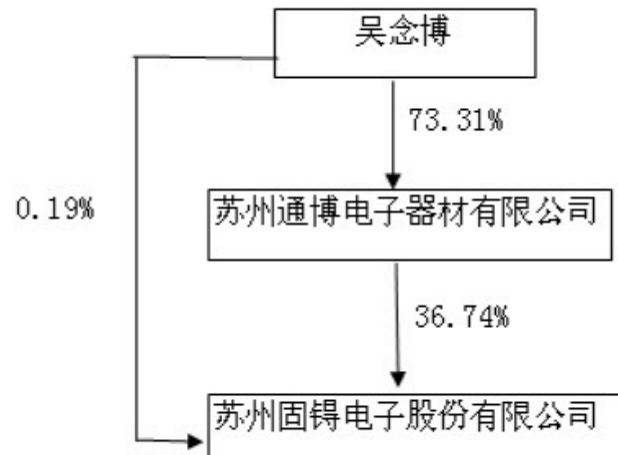 吴念博
73.31%
0.19%
苏州通博电子器材有限公司
36.74%
苏州固锝电子股份有限公司